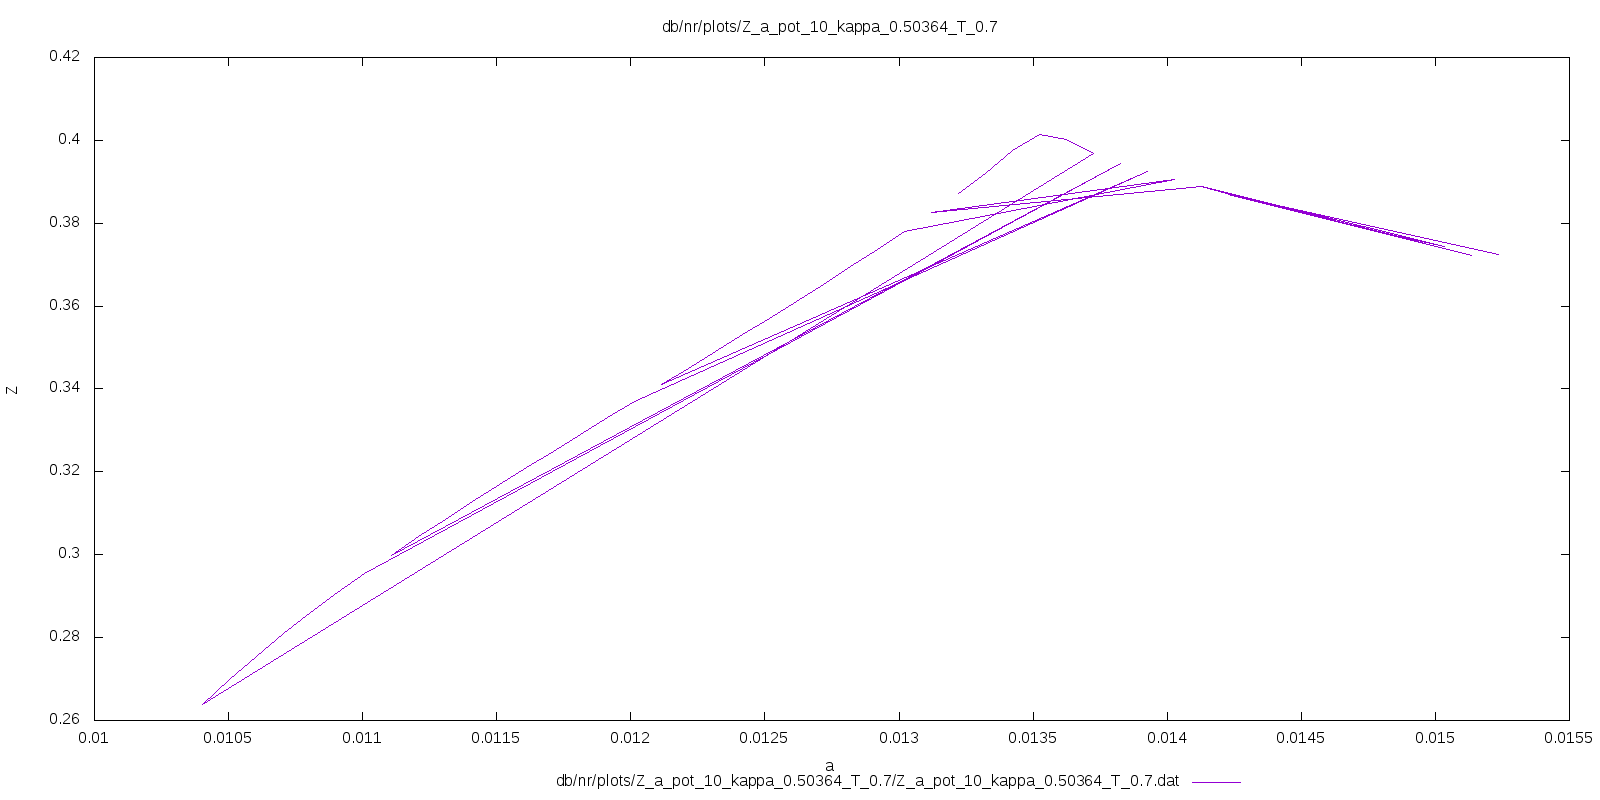 db/nr/plots/Z_a_pot_10_kappa_0.50364_T_0.7
0.42
0.4
0.38
0.36
0.34
0.32
0.3
0.28
0.26
Z
0.01 0.0105 0.011 0.0115 0.012 0.0125 0.013 0.0135 0.014 0.0145 0.015 0.0155
a
db/nr/plots/Z_a_pot_10_kappa_0.50364_T_0.7/Z_a_pot_10_kappa_0.50364_T_0.7.dat